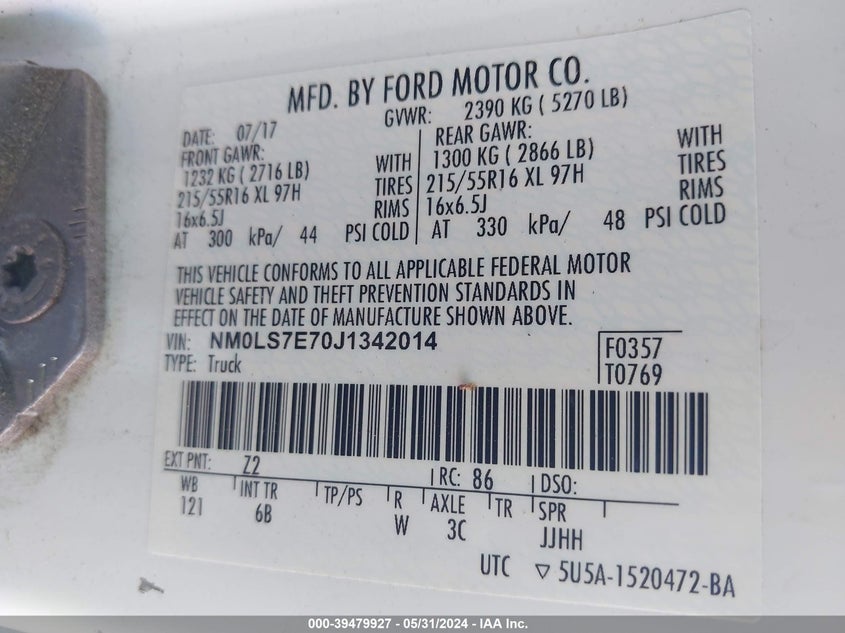 MFD. BY FORD MOTOR CO.
DATE: 07/17 GVWR: 2390 KG ( 5270 LB)
FRONT GAWR: REAR GAWR:
1232 KG ( 2716 LB) WITH 1300 KG ( 2866 LB) WITH
215/55R16 XL 97H TIRES 215/55R16 XL 97H TIRES
16x6.5J RIMS 16x6.5J RIMS
AT 300 kPa/ 44 PSI COLD AT 330 kPa/ 48 PSI COLD
THIS VEHICLE CONFORMS TO ALL APPLICABLE FEDERAL MOTOR
VEHICLE SAFETY AND THEFT PREVENTION STANDARDS IN
EFFECT ON THE DATE OF MANUFACTURE SHOWN ABOVE.
VIN: NM0LS7E70J1342014 F0357
TYPE: Truck T0769
EXT PNT: Z2 RC: 86 DSO:
WB INT TR TP/PS R AXLE TR SPR
121 6B W 3C JJHH
UTC ▽ 5U5A-1520472-BA
000-39479927 - 05/31/2024 - IAA Inc.